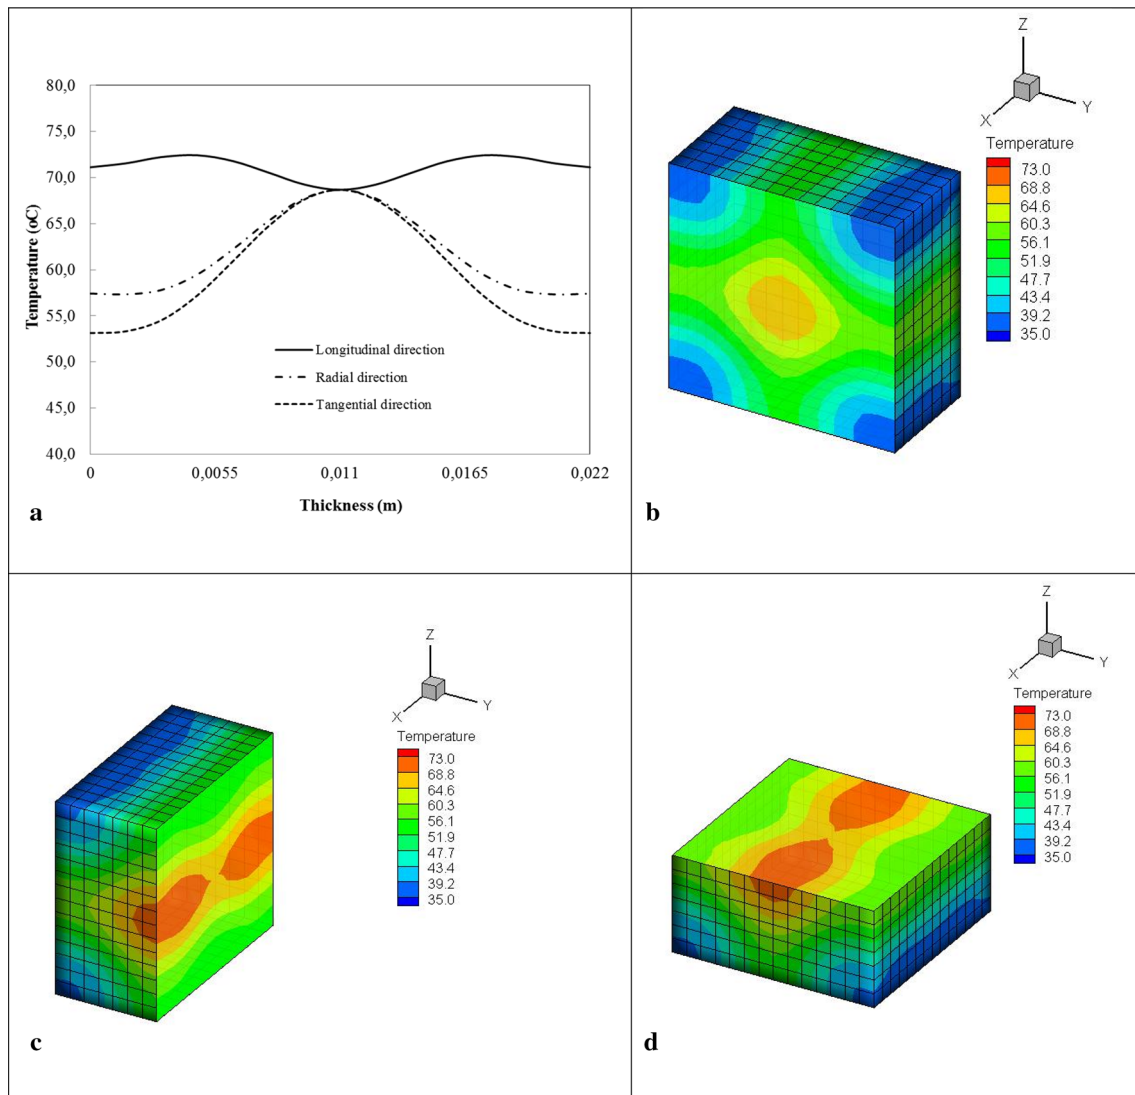 80,0
75,0
70,0
65,0
60,0
55,0
50,0
45,0
40,0
Temperature (oC)
Longitudinal direction
Radial direction
Tangential direction
0
0,0055
0,011
0,0165
0,022
Thickness (m)
a
Z
X
Y
Temperature
73.0
68.8
64.6
60.3
56.1
51.9
47.7
43.4
39.2
35.0
b
Z
X
Y
Temperature
73.0
68.8
64.6
60.3
56.1
51.9
47.7
43.4
39.2
35.0
c
Z
X
Y
Temperature
73.0
68.8
64.6
60.3
56.1
51.9
47.7
43.4
39.2
35.0
d